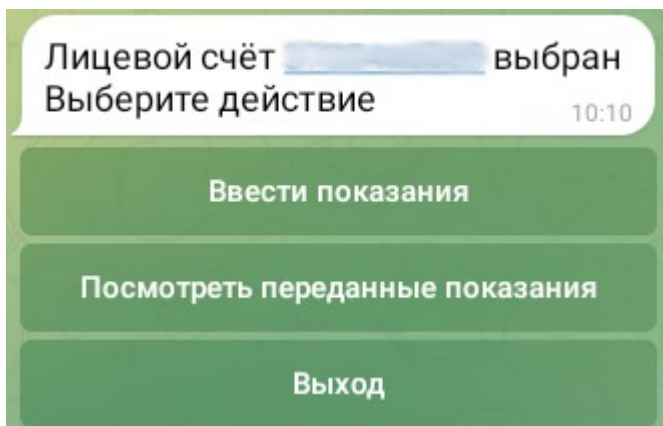 Лицевой счёт выбран
Выберите действие
10:10
Ввести показания
Посмотреть переданные показания
Выход